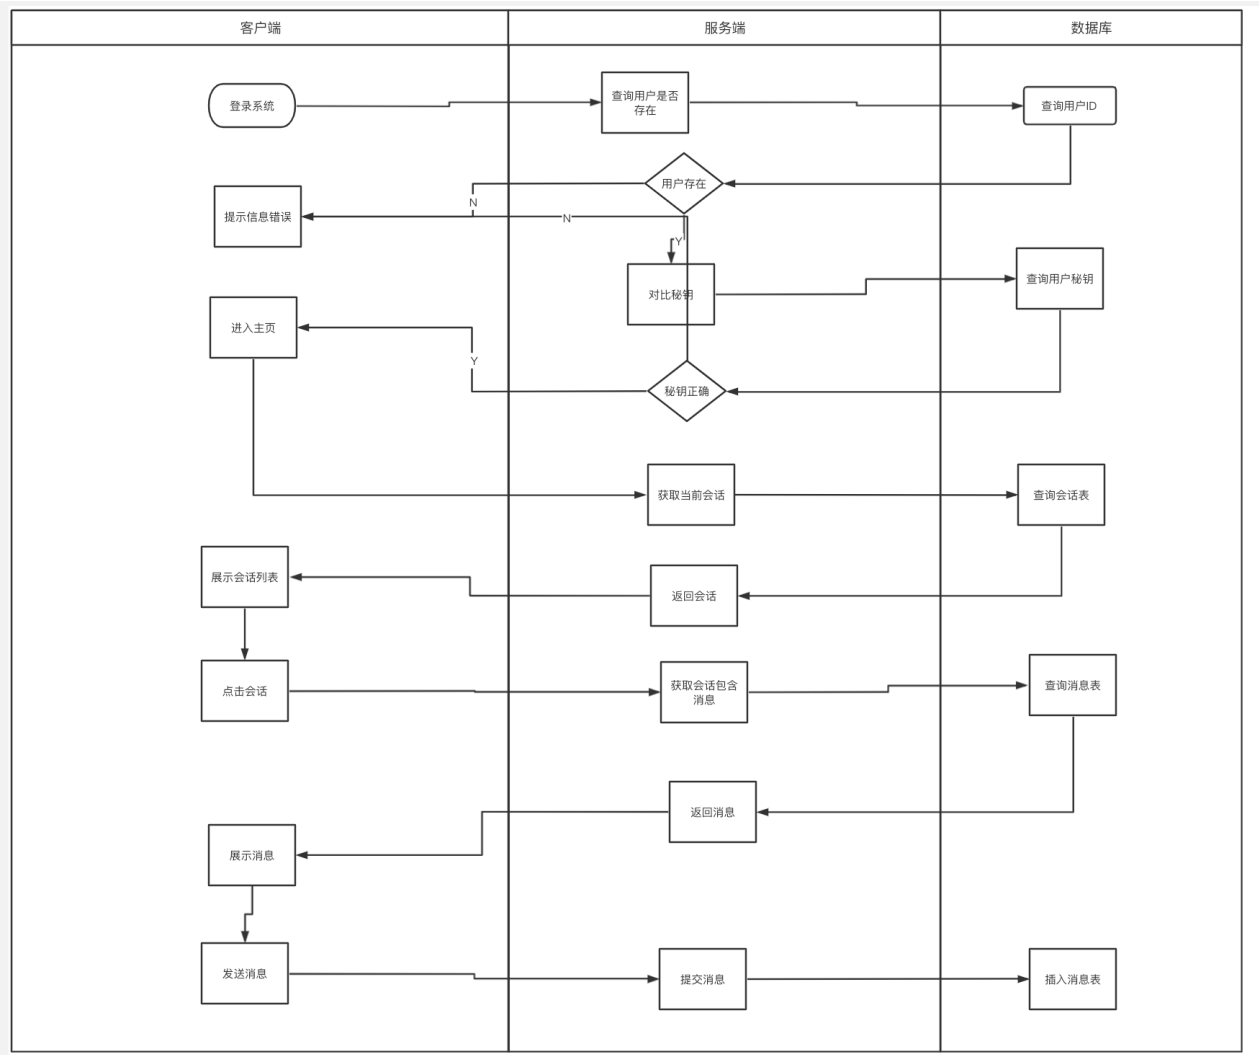 客户端
服务端
数据库
登录系统
查询用户是否
存在
查询用户ID
用户存在
N
提示信息错误
N
Y
对比秘钥
查询用户秘钥
进入主页
Y
秘钥正确
获取当前会话
查询会话表
展示会话列表
返回会话
点击会话
获取会话包含
消息
查询消息表
返回消息
展示消息
发送消息
提交消息
插入消息表